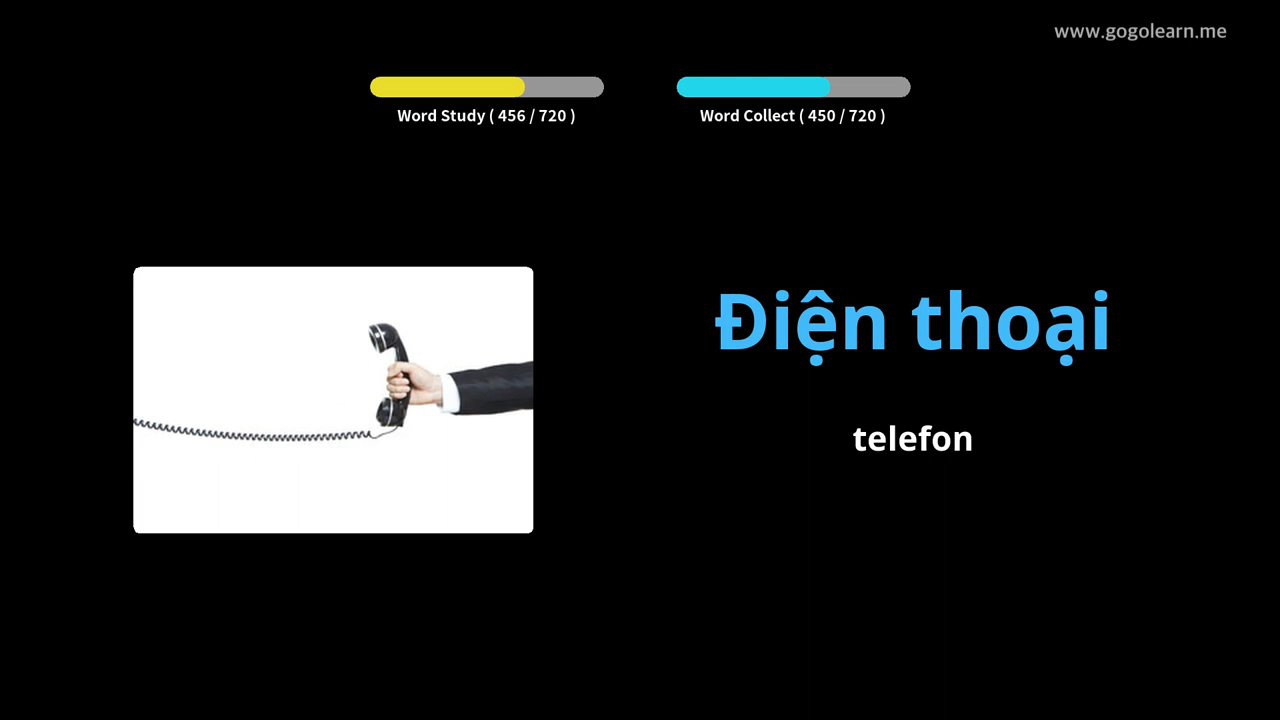 www.gogolearn.me
Word Study ( 456 / 720 )
Word Collect ( 450 / 720 )
Điện thoại
telefon